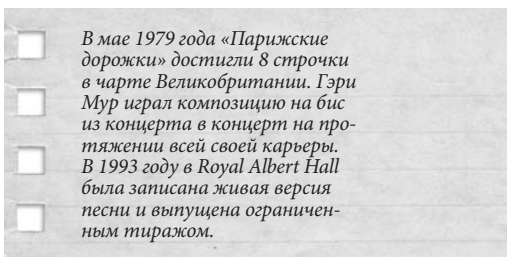 В мае 1979 года «Парижские
дорожки» достигли 8 строчки
в чарте Великобритании. Гэри
Мур играл композицию на бис
из концерта в концерт на про-
тяжении всей своей карьеры.
В 1993 году в Royal Albert Hall
была записана живая версия
песни и выпущена ограничен-
ным тиражом.